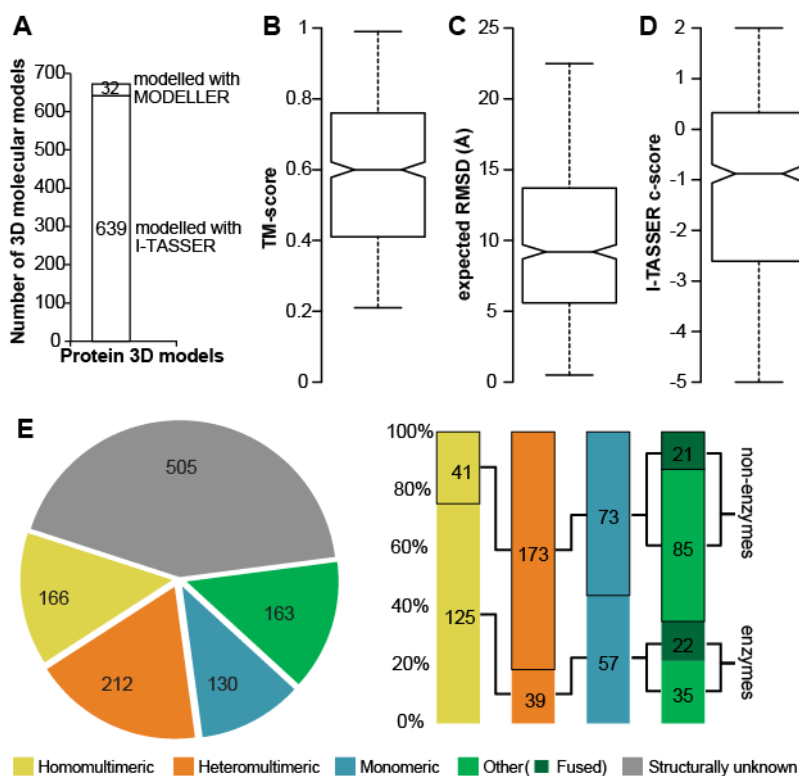 A
Number of 3D molecular models
700
600
500
400
300
200
100
0
32
modelled with
MODELLER
639
modelled with
I-TASSER
Protein 3D models
B
TM-score
1
0.8
0.6
0.4
0.2
0
C
expected RMSD (Å)
25
20
15
10
5
0
D
I-TASSER c-score
2
1
0
-1
-2
-3
-4
-5
E
505
166
163
212
130
100%
80%
60%
40%
20%
0%
41
125
173
39
73
57
21
85
22
35
non-enzymes
enzymes
Homomultimeric
Heteromultimeric
Monomeric
Other( Fused)
Structurally unknown